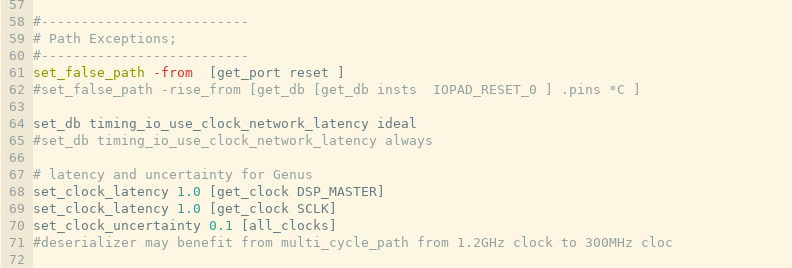 57
58 #--------------------------
59 # Path Exceptions;
60 #--------------------------
61 set_false_path -from  [get_port reset ]
62 #set_false_path -rise_from [get_db [get_db insts  IOPAD_RESET_0 ] .pins *C ]
63
64 set_db timing_io_use_clock_network_latency ideal
65 #set_db timing_io_use_clock_network_latency always
66
67 # latency and uncertainty for Genus
68 set_clock_latency 1.0 [get_clock DSP_MASTER]
69 set_clock_latency 1.0 [get_clock SCLK]
70 set_clock_uncertainty 0.1 [all_clocks]
71 #deserializer may benefit from multi_cycle_path from 1.2GHz clock to 300MHz cloc
72